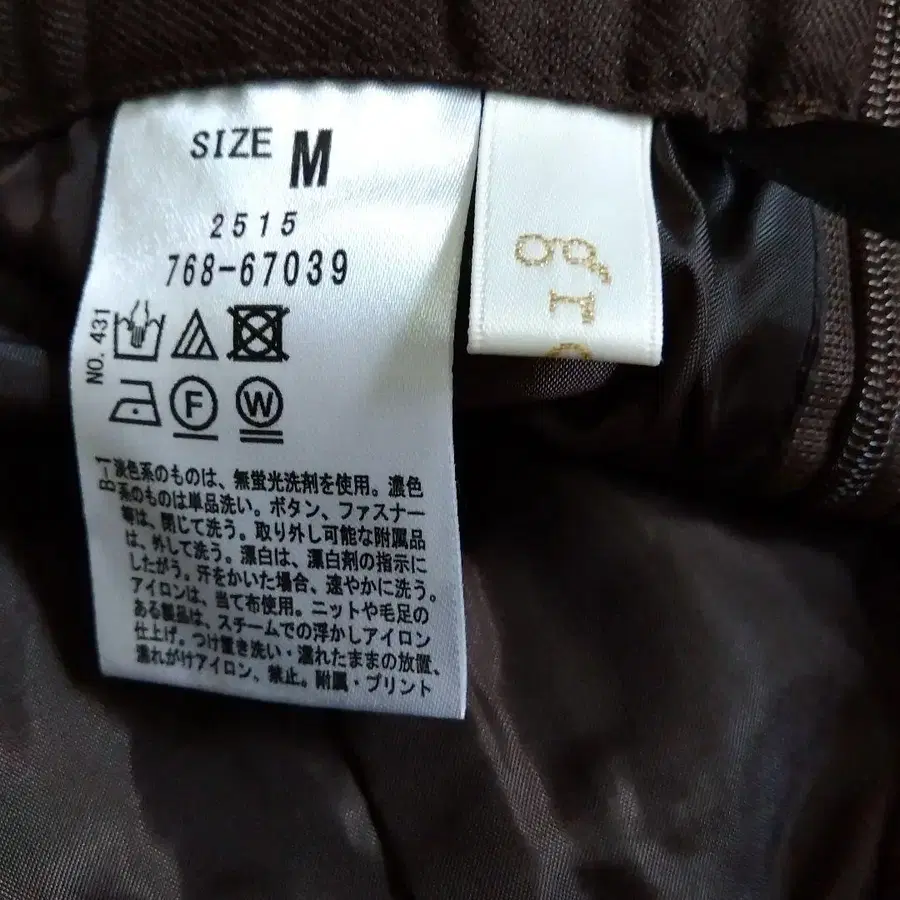 SIZE M
2515
768-67039
NO. 431
F W
B-1
淡色系のものは、無蛍光洗剤を使用。濃色
系のものは単品洗い。ボタン、ファスナー
等は、閉じて洗う。取り外し可能な附属品
は、外して洗う。漂白は、漂白剤の指示に
したがう。汗をかいた場合、速やかに洗う。
アイロンは、当て布使用。ニットや毛足の
ある製品は、スチームでの浮かしアイロン
仕上げ。つけ置き洗い・濡れたままの放置、
濡れがけアイロン、禁止。附属・プリント
gr